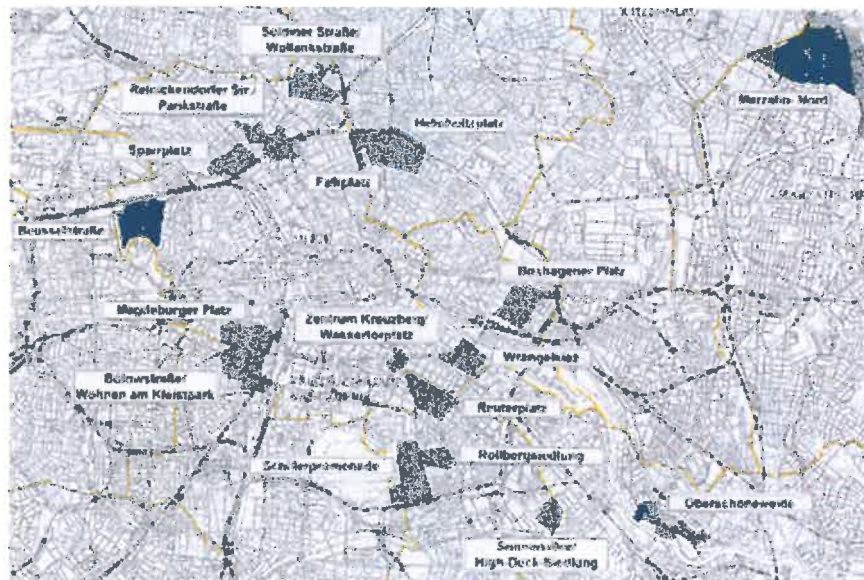 Soldiner Straße/
Wollankstraße
Reinickendorfer Str./
Pankstraße
Marzahn-Nord
Helmholtzplatz
Sparrplatz
Falkplatz
Beusselstraße
Boxhagener Platz
Magdeburger Platz
Zentrum Kreuzberg/
Wassertorplatz
Wrangelkiez
Bülowstraße/
Wohnen am Kleistpark
Reuterplatz
Schillerpromenade
Rollbergsiedlung
Oberschöneweide
High-Deck-Siedlung